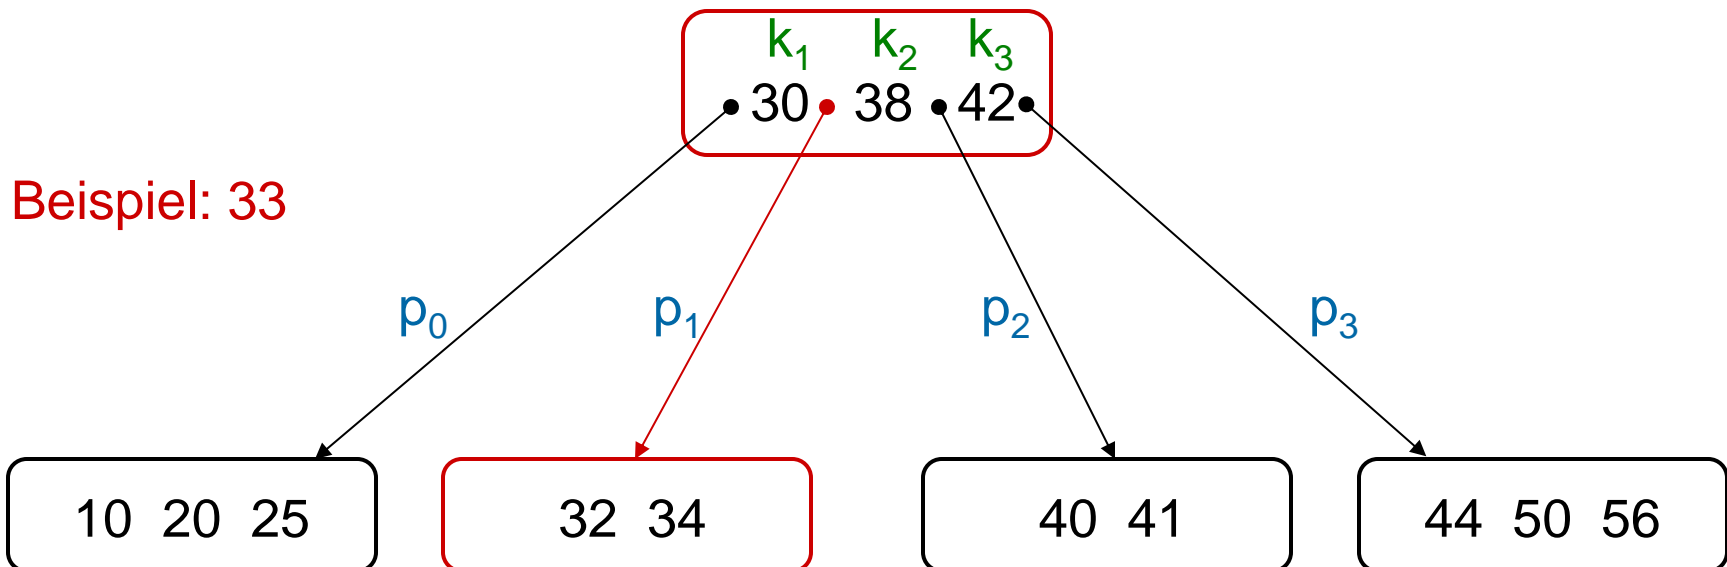 k₁ k₂ k₃
30 38 42
Beispiel: 33
p₀ p₁ p₂ p₃
10 20 25 32 34 40 41 44 50 56